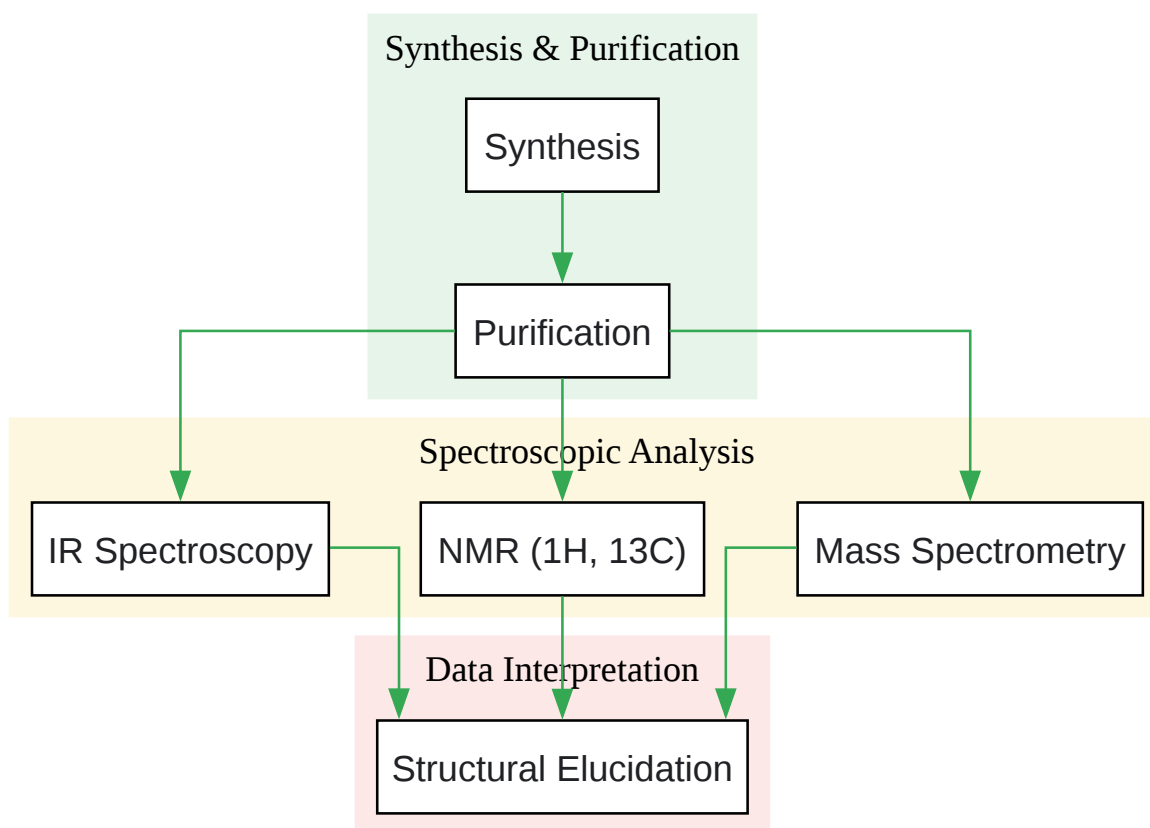 Synthesis & Purification
Synthesis
Purification
Spectroscopic Analysis
IR Spectroscopy
NMR (1H, 13C)
Mass Spectrometry
Data Interpretation
Structural Elucidation